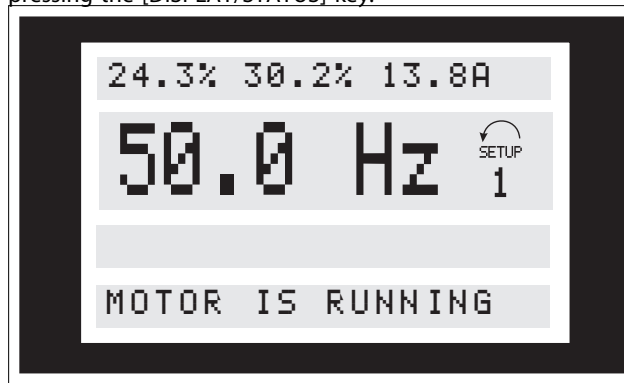 pressing the [DISPLAY/STATUS] key.
24.3% 30.2% 13.8A
50.0 Hz
SETUP
1
MOTOR IS RUNNING